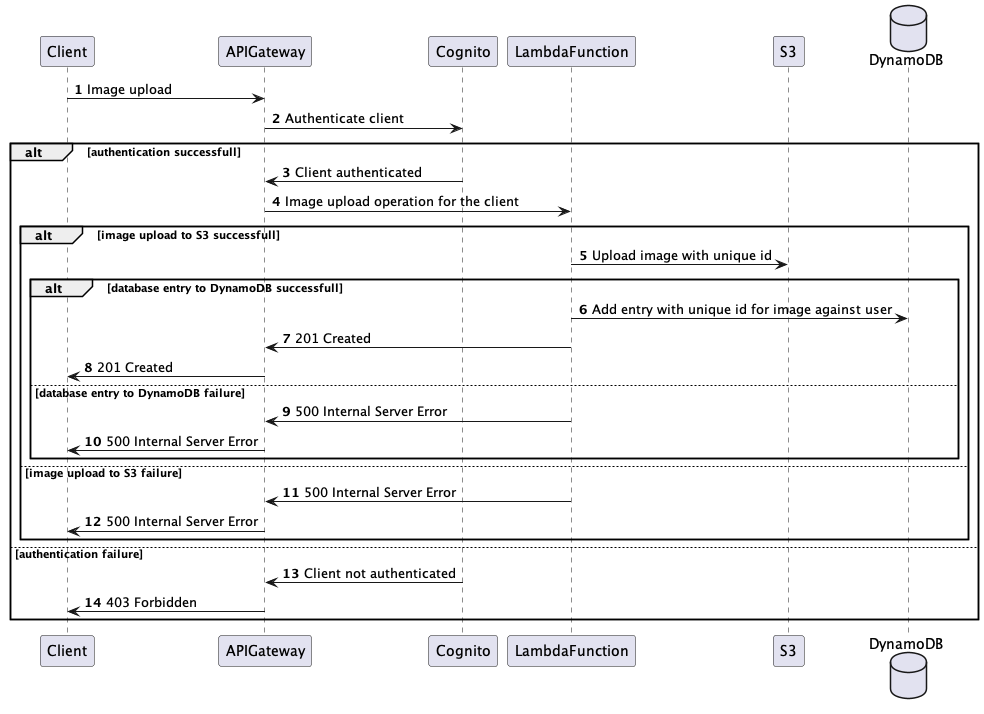 DynamoDB
Client APIGateway Cognito LambdaFunction S3
1 Image upload
2 Authenticate client
alt [authentication successfull]
3 Client authenticated
4 Image upload operation for the client
alt [image upload to S3 successfull]
5 Upload image with unique id
alt [database entry to DynamoDB successfull]
6 Add entry with unique id for image against user
7 201 Created
8 201 Created
[database entry to DynamoDB failure]
9 500 Internal Server Error
10 500 Internal Server Error
[image upload to S3 failure]
11 500 Internal Server Error
12 500 Internal Server Error
[authentication failure]
13 Client not authenticated
14 403 Forbidden
Client APIGateway Cognito LambdaFunction S3 DynamoDB